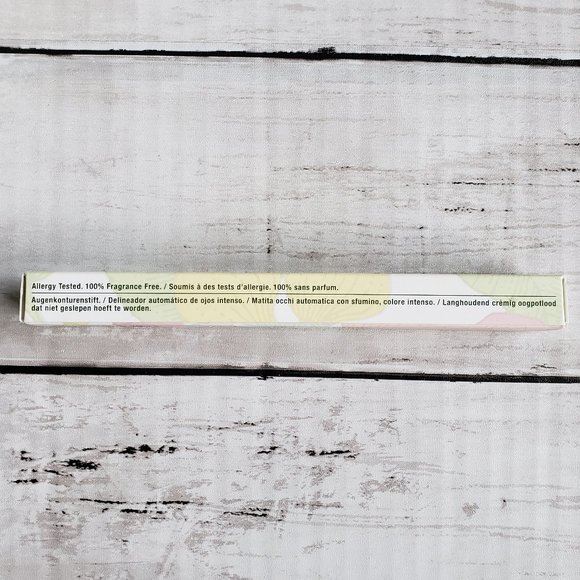 Allergy Tested. 100% Fragrance Free. / Soumis à des tests d'allergie. 100% sans parfum.
Augenkonturenstift. / Delineador automático de ojos intenso. / Matita occhi automatica con sfumino, colore intenso. / Langhoudend crèmig oogpotlood
dat niet geslepen hoeft te worden.